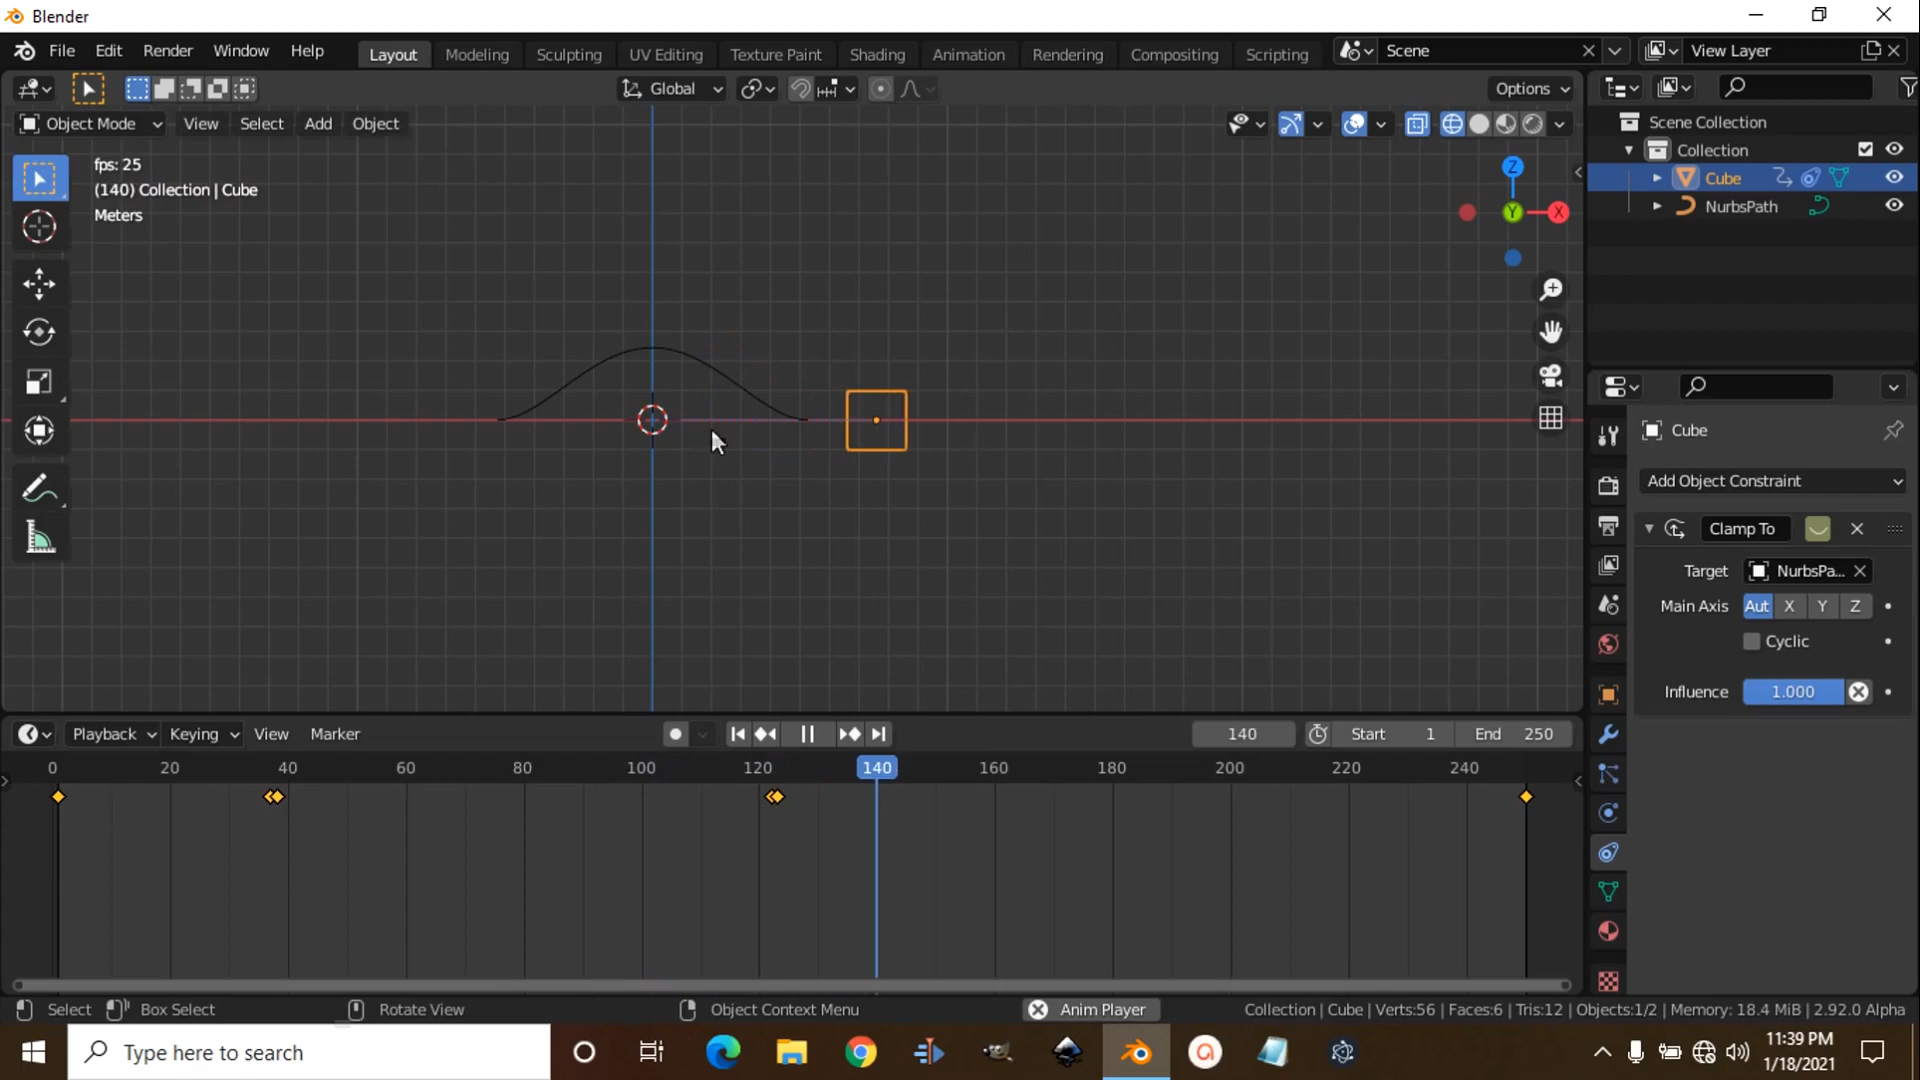 Blender
File Edit Render Window Help Layout Modeling Sculpting UV Editing Texture Paint Shading Animation Rendering Compositing Scripting Scene View Layer
Global Options
Object Mode View Select Add Object
fps: 25
(140) Collection | Cube
Meters
Z
Y
X
Scene Collection
Collection
Cube
NurbsPath
Cube
Add Object Constraint
Clamp To
Target NurbsPa...
Main Axis Aut X Y Z
Cyclic
Influence 1.000
Playback Keying View Marker 140 Start 1 End 250
0 20 40 60 80 100 120 140 160 180 200 220 240
Select Box Select Rotate View Object Context Menu Anim Player Collection | Cube | Verts:56 | Faces:6 | Tris:12 | Objects:1/2 | Memory: 18.4 MiB | 2.92.0 Alpha
Type here to search
11:39 PM
1/18/2021